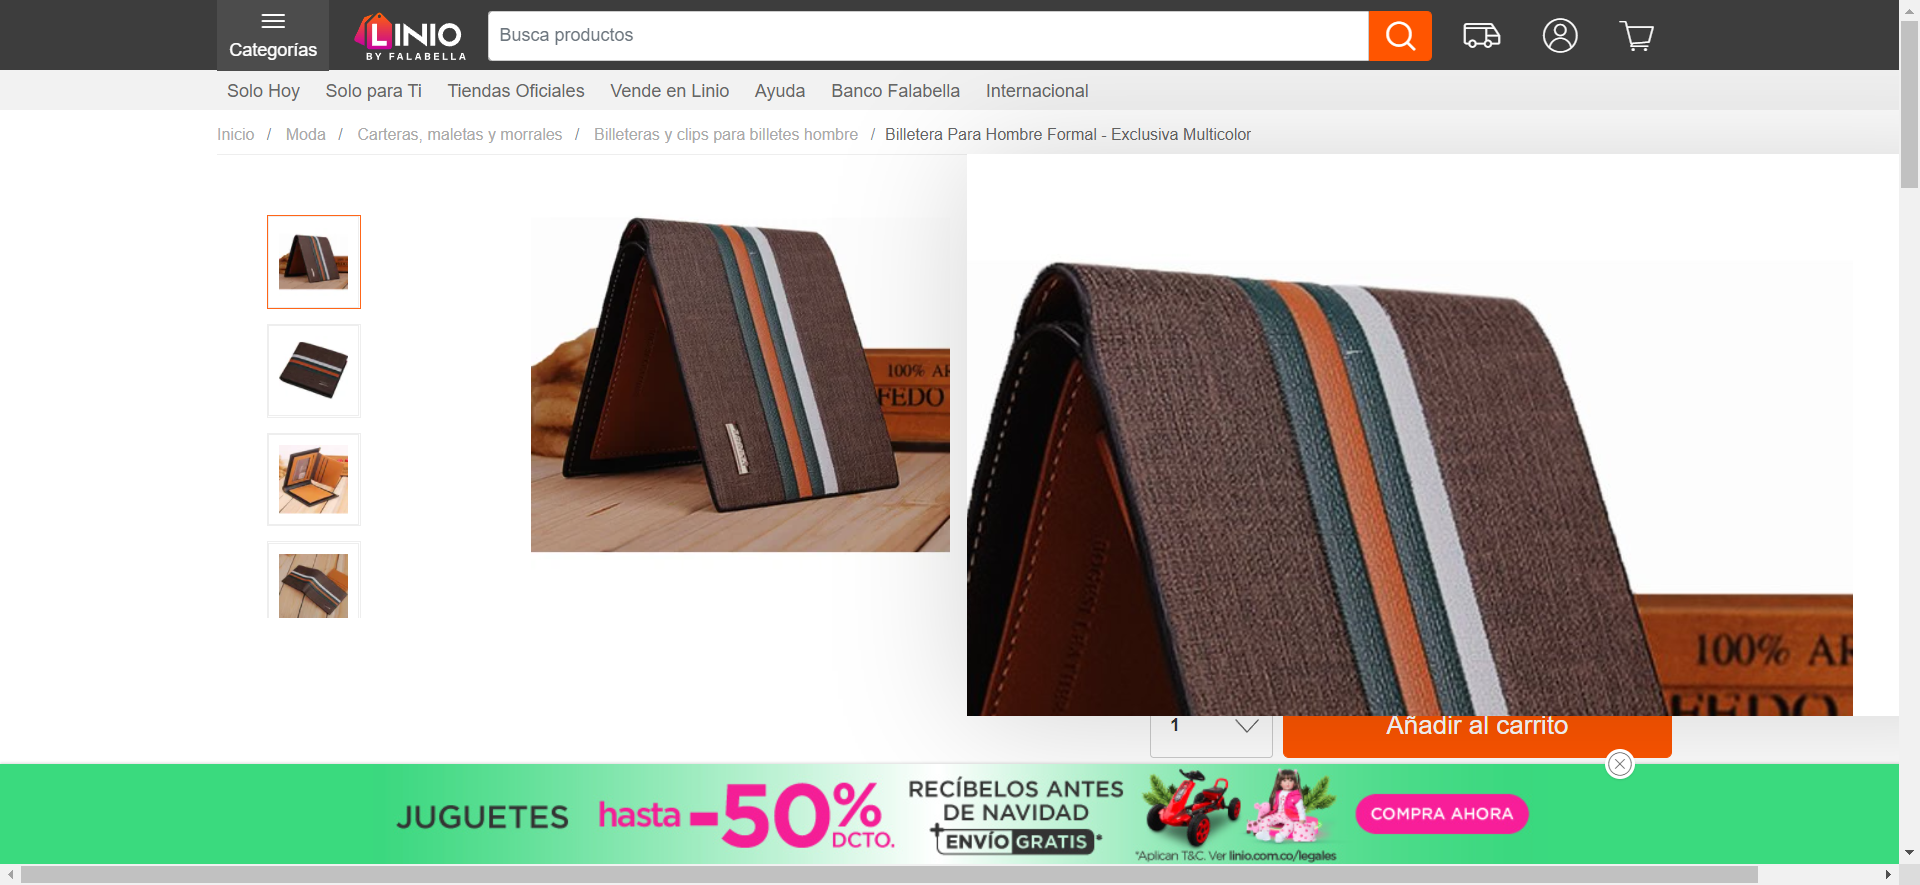 Categorías
LINIO
BY FALABELLA
Busca productos
Solo Hoy
Solo para Ti
Tiendas Oficiales
Vende en Linio
Ayuda
Banco Falabella
Internacional
Inicio / Moda / Carteras, maletas y morrales / Billeteras y clips para billetes hombre / Billetera Para Hombre Formal - Exclusiva Multicolor
100% AR
FEDO
100% AR
FEDO
1
Añadir al carrito
JUGUETES
hasta -50% DCTO.
RECÍBELOS ANTES
DE NAVIDAD
+ENVÍO GRATIS*
*Aplican T&C. Ver linio.com.co/legales
COMPRA AHORA